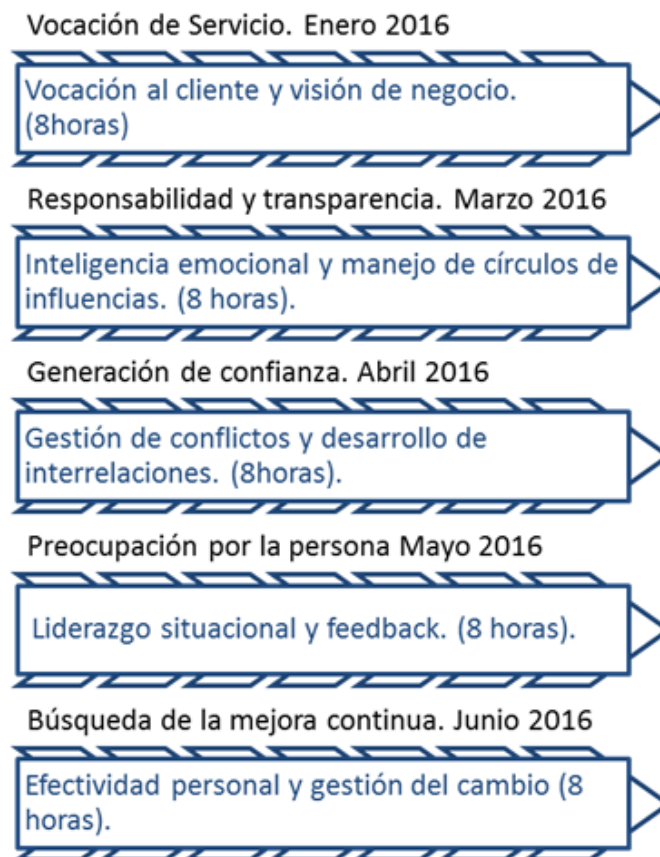 Vocación de Servicio. Enero 2016
Vocación al cliente y visión de negocio.
(8horas)
Responsabilidad y transparencia. Marzo 2016
Inteligencia emocional y manejo de círculos de
influencias. (8 horas).
Generación de confianza. Abril 2016
Gestión de conflictos y desarrollo de
interrelaciones. (8horas).
Preocupación por la persona Mayo 2016
Liderazgo situacional y feedback. (8 horas).
Búsqueda de la mejora continua. Junio 2016
Efectividad personal y gestión del cambio (8
horas).